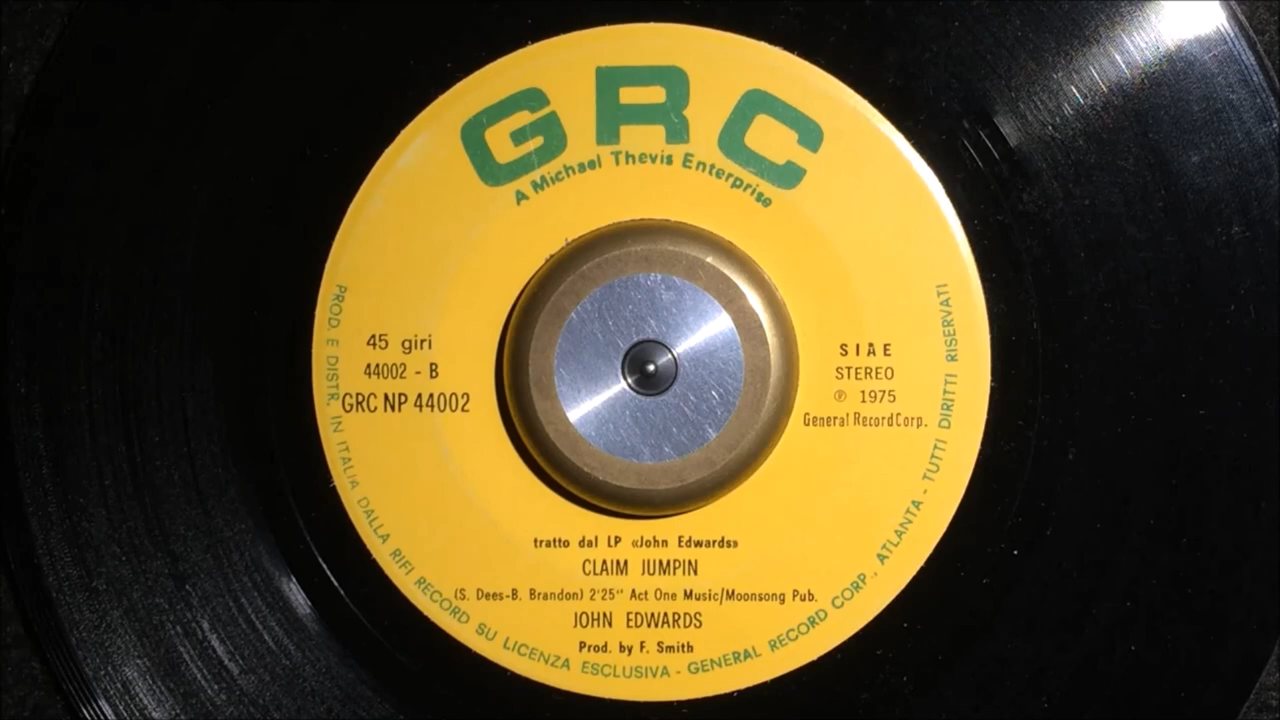 GRC
A Michael Thevis Enterprise
45 giri
44002 - B
GRC NP 44002
SIAE
STEREO
℗ 1975
General Record Corp.
tratto dal LP «John Edwards»
CLAIM JUMPIN
(S. Dees-B. Brandon) 2'25" Act One Music/Moonsong Pub.
JOHN EDWARDS
Prod. by F. Smith
PROD. E DISTR. IN ITALIA DALLA RIFI RECORD SU LICENZA ESCLUSIVA - GENERAL RECORD CORP., ATLANTA - TUTTI DIRITTI RISERVATI